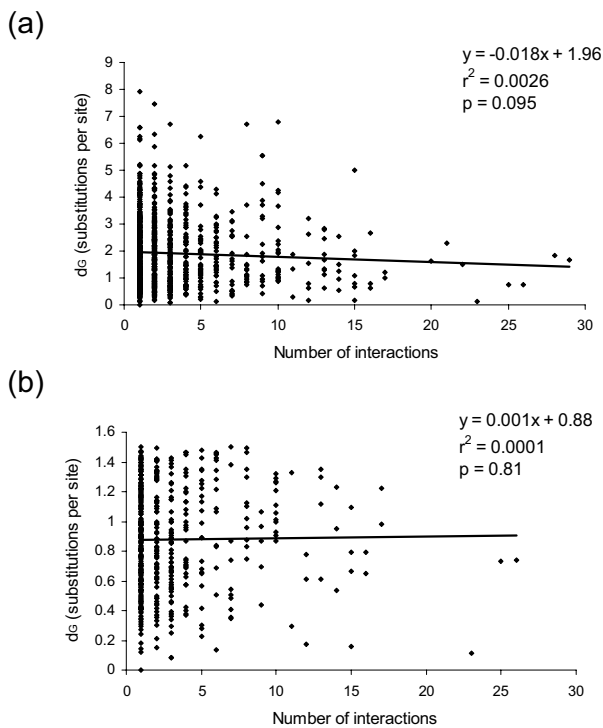 (a)
y = -0.018x + 1.96
r² = 0.0026
p = 0.095
dG (substitutions per site)
9
8
7
6
5
4
3
2
1
0
0 5 10 15 20 25 30
Number of interactions
(b)
y = 0.001x + 0.88
r² = 0.0001
p = 0.81
dG (substitutions per site)
1.6
1.4
1.2
1
0.8
0.6
0.4
0.2
0
0 5 10 15 20 25 30
Number of interactions